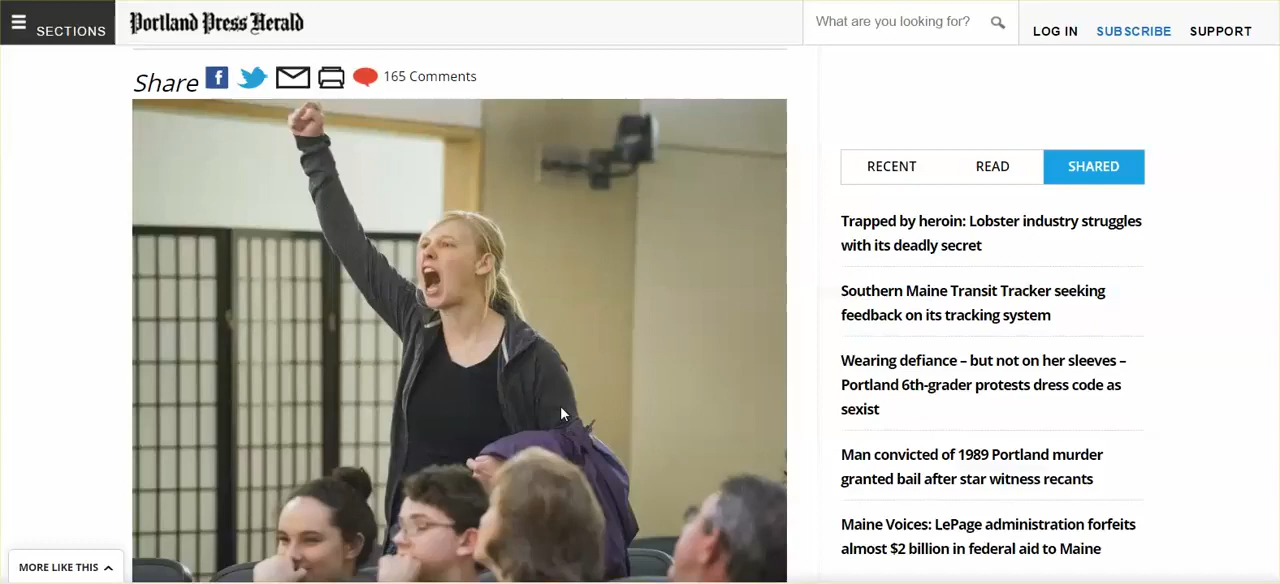 SECTIONS
Portland Press Herald
What are you looking for?
LOG IN
SUBSCRIBE
SUPPORT
Share
165 Comments
RECENT
READ
SHARED
Trapped by heroin: Lobster industry struggles
with its deadly secret
Southern Maine Transit Tracker seeking
feedback on its tracking system
Wearing defiance – but not on her sleeves –
Portland 6th-grader protests dress code as
sexist
Man convicted of 1989 Portland murder
granted bail after star witness recants
Maine Voices: LePage administration forfeits
almost $2 billion in federal aid to Maine
MORE LIKE THIS